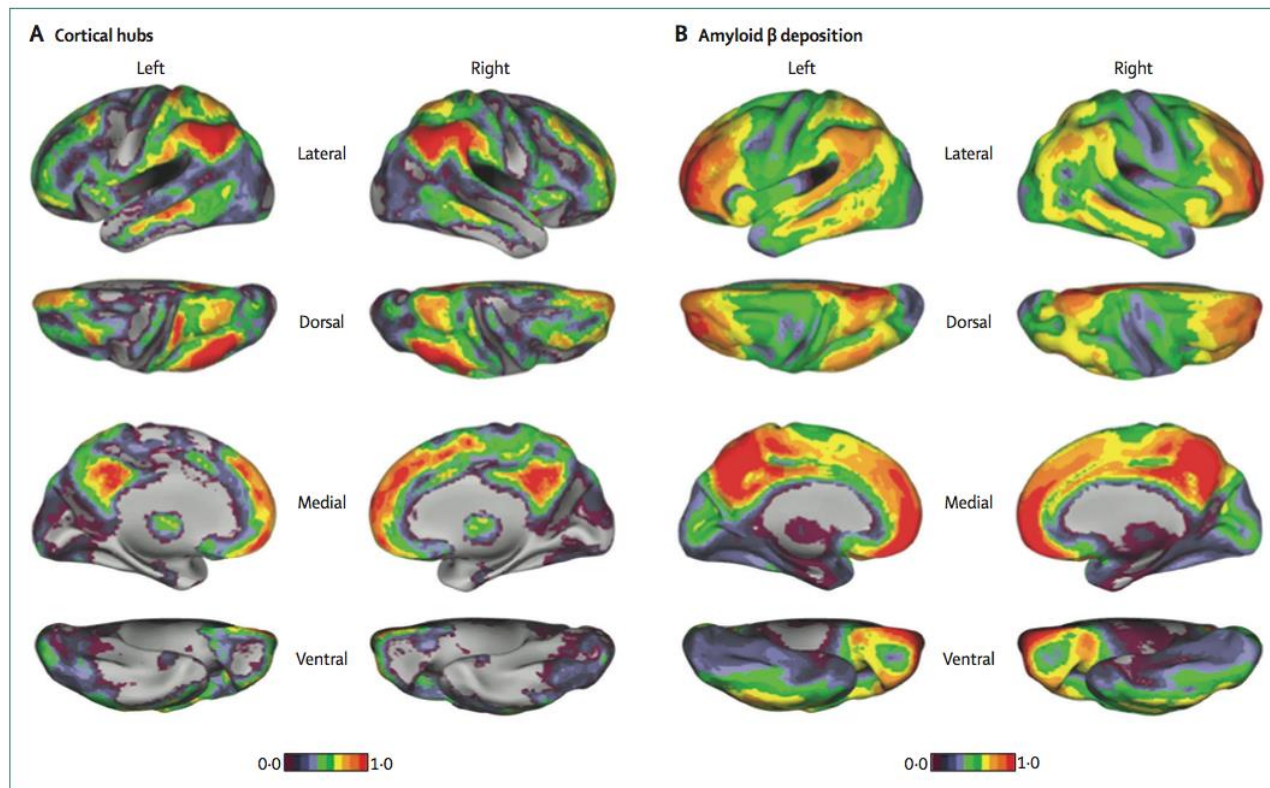 A Cortical hubs
B Amyloid β deposition
Left
Right
Left
Right
Lateral
Lateral
Dorsal
Dorsal
Medial
Medial
Ventral
Ventral
0·0 1·0
0·0 1·0